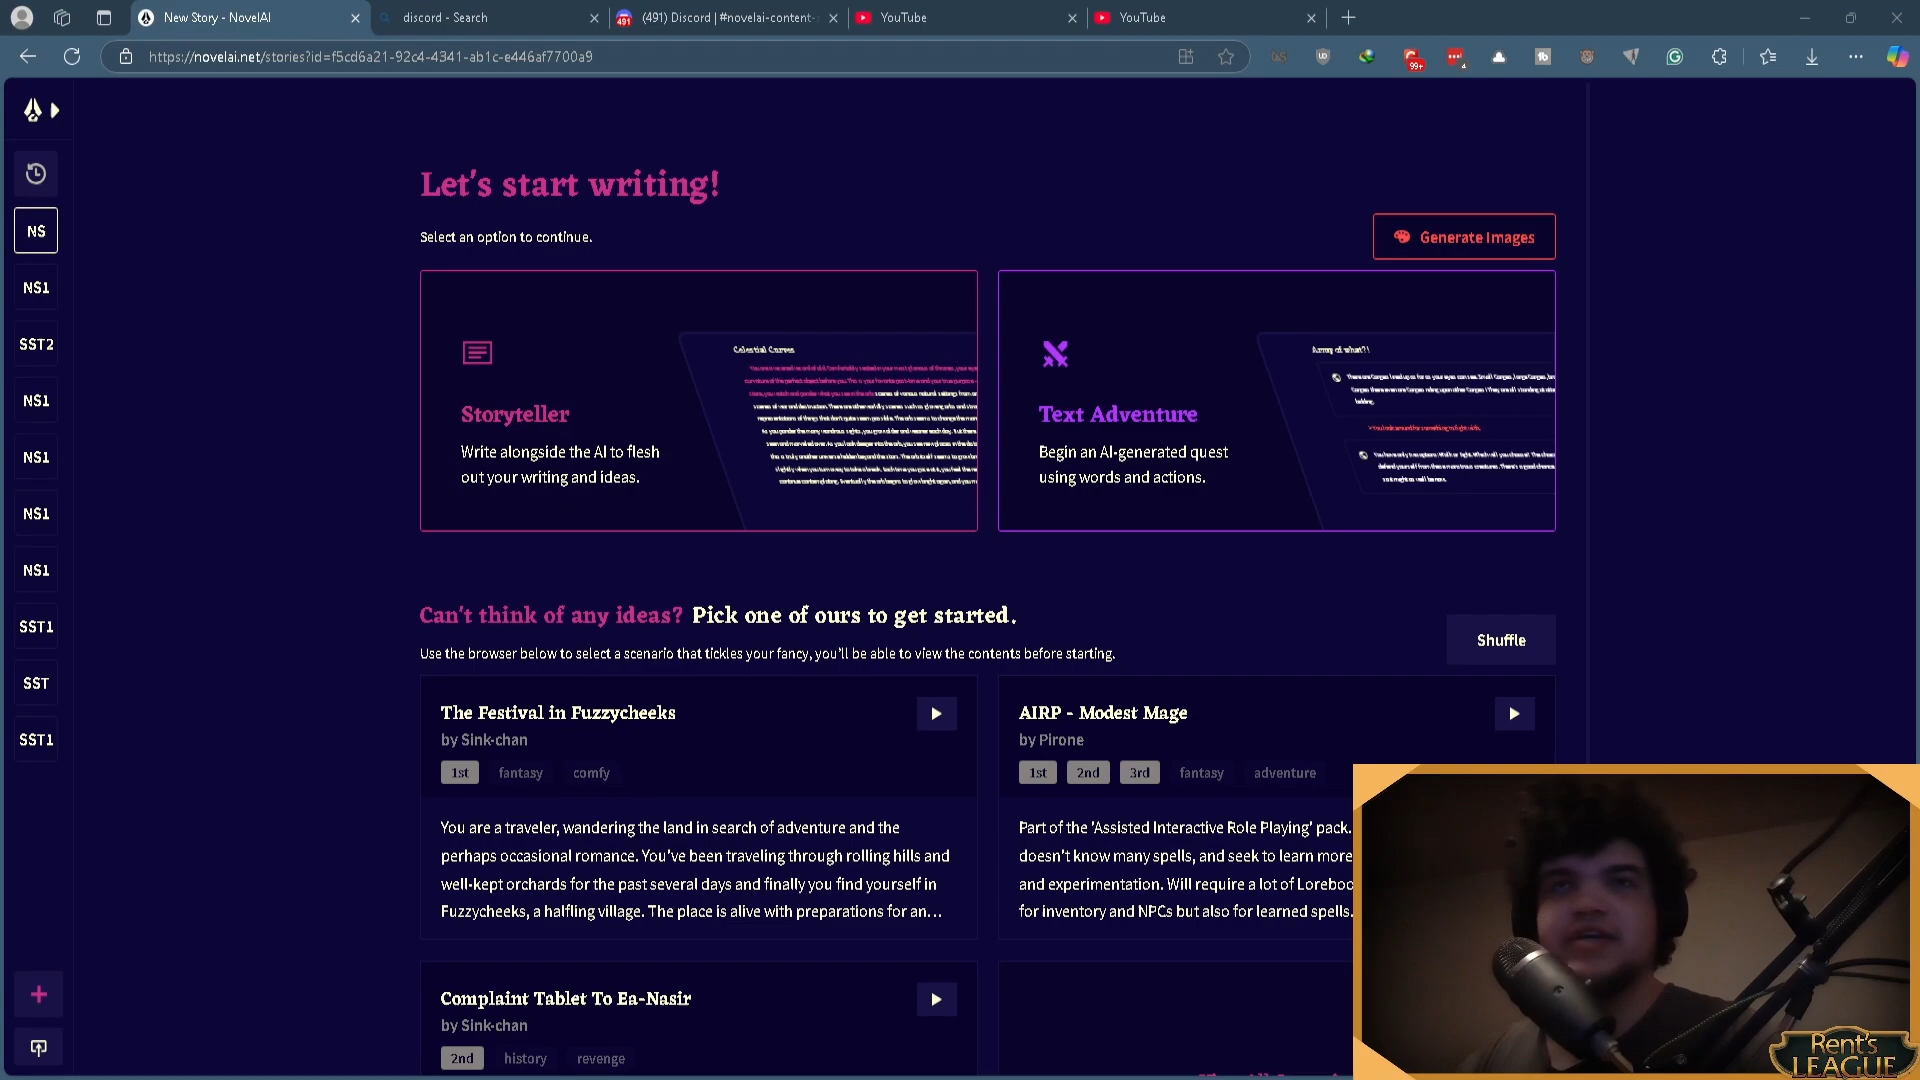 New Story - NovelAI
discord - Search
491
(491) Discord | #novelai-content-
YouTube
YouTube
https://novelai.net/stories?id=f5cd6a21-92c4-4341-ab1c-e446af7700a9
99+
NS
NS1
SST2
NS1
NS1
NS1
NS1
SST1
SST
SST1
Let's start writing!
Select an option to continue.
Generate Images
Celestial Curves
Storyteller
Write alongside the AI to flesh
out your writing and ideas.
Army of what?!
Text Adventure
Begin an AI-generated quest
using words and actions.
Can't think of any ideas? Pick one of ours to get started.
Use the browser below to select a scenario that tickles your fancy, you'll be able to view the contents before starting.
Shuffle
The Festival in Fuzzycheeks
by Sink-chan
1st fantasy comfy
You are a traveler, wandering the land in search of adventure and the
perhaps occasional romance. You've been traveling through rolling hills and
well-kept orchards for the past several days and finally you find yourself in
Fuzzycheeks, a halfling village. The place is alive with preparations for an...
AIRP - Modest Mage
by Pirone
1st 2nd 3rd fantasy adventure
Part of the 'Assisted Interactive Role Playing' pack.
doesn't know many spells, and seek to learn more
and experimentation. Will require a lot of Loreboo
for inventory and NPCs but also for learned spells.
Complaint Tablet To Ea-Nasir
by Sink-chan
2nd history revenge
Rent's
LEAGUE